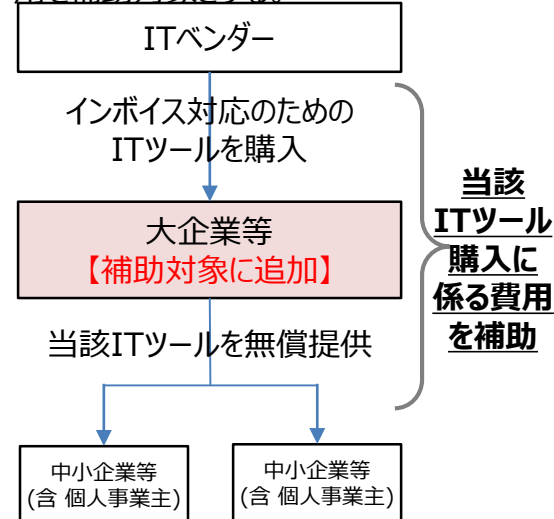 ITベンダー
インボイス対応のための
ITツールを購入
当該
ITツール
購入に
係る費用
を補助
大企業等
【補助対象に追加】
当該ITツールを無償提供
中小企業等
(含 個人事業主)
中小企業等
(含 個人事業主)